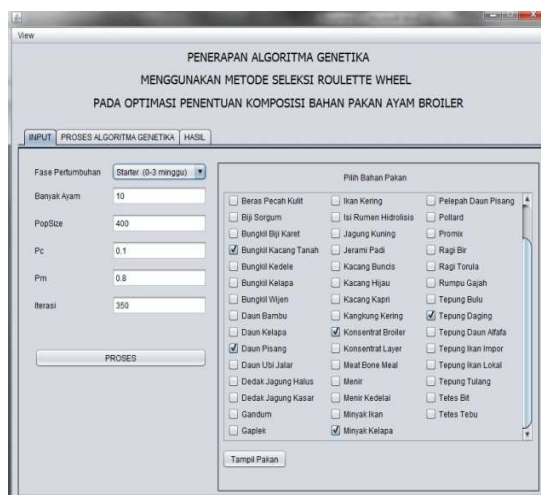 View
PENERAPAN ALGORITMA GENETIKA
MENGGUNAKAN METODE SELEKSI ROULETTE WHEEL
PADA OPTIMASI PENENTUAN KOMPOSISI BAHAN PAKAN AYAM BROILER
INPUT PROSES ALGORITMA GENETIKA HASIL
Fase Pertumbuhan Starter (0-3 minggu)
Banyak Ayam 10
PopSize 400
Pc 0.1
Pm 0.8
Iterasi 350
PROSES
Pilih Bahan Pakan
Beras Pecah Kulit Ikan Kering Pelepah Daun Pisang
Biji Sorgum Isi Rumen Hidrolisis Pollard
Bungkil Biji Karet Jagung Kuning Promix
Bungkil Kacang Tanah Jerami Padi Ragi Bir
Bungkil Kedele Kacang Buncis Ragi Torula
Bungkil Kelapa Kacang Hijau Rumpu Gajah
Bungkil Wijen Kacang Kapri Tepung Bulu
Daun Bambu Kangkung Kering Tepung Daging
Daun Kelapa Konsentrat Broiler Tepung Daun Alfafa
Daun Pisang Konsentrat Layer Tepung Ikan Impor
Daun Ubi Jalar Meat Bone Meal Tepung Ikan Lokal
Dedak Jagung Halus Menir Tepung Tulang
Dedak Jagung Kasar Menir Kedelai Tetes Bit
Gandum Minyak Ikan Tetes Tebu
Gaplek Minyak Kelapa
Tampil Pakan